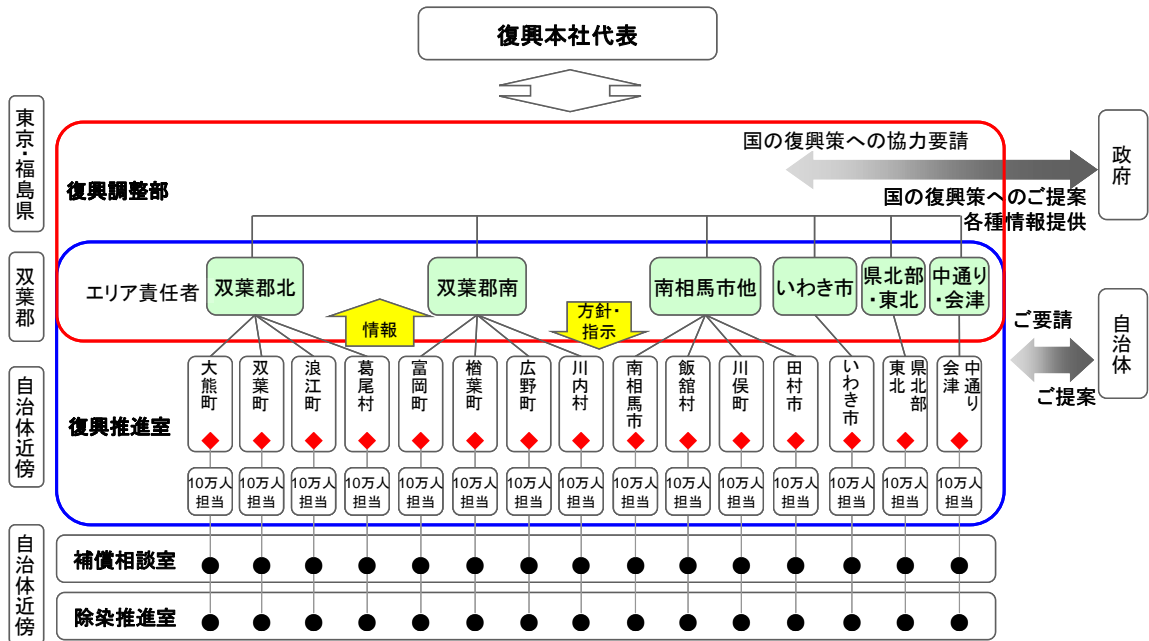 復興本社代表
東京・福島県
復興調整部
国の復興策への協力要請
国の復興策へのご提案
各種情報提供
政府
双葉郡
エリア責任者
双葉郡北
双葉郡南
南相馬市他
いわき市
県北部
・東北
中通り
・会津
情報
方針・
指示
ご要請
ご提案
自治体
自治体近傍
復興推進室
大熊町
双葉町
浪江町
葛尾村
富岡町
楢葉町
広野町
川内村
南相馬市
飯舘村
川俣町
田村市
いわき市
県北部
東北
中通り
会津
10万人
担当
10万人
担当
10万人
担当
10万人
担当
10万人
担当
10万人
担当
10万人
担当
10万人
担当
10万人
担当
10万人
担当
10万人
担当
10万人
担当
10万人
担当
10万人
担当
10万人
担当
自治体近傍
補償相談室
除染推進室